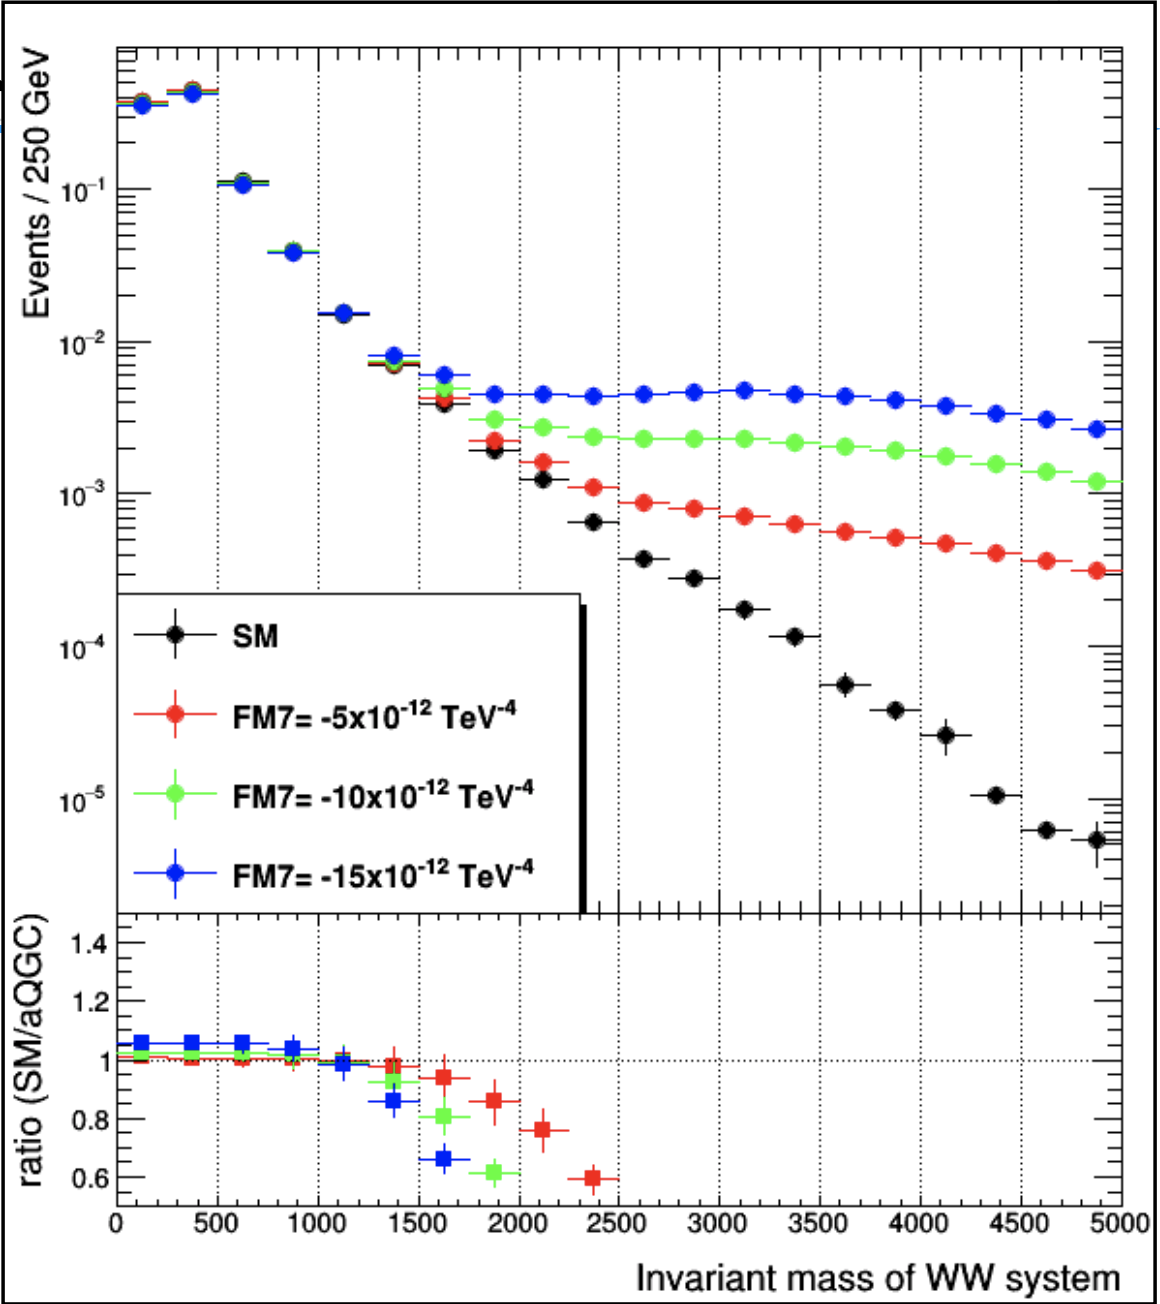 Events / 250 GeV
10⁻¹
10⁻²
10⁻³
10⁻⁴
10⁻⁵
SM
FM7= -5x10⁻¹² TeV⁻⁴
FM7= -10x10⁻¹² TeV⁻⁴
FM7= -15x10⁻¹² TeV⁻⁴
ratio (SM/aQGC)
1.4
1.2
1
0.8
0.6
0 500 1000 1500 2000 2500 3000 3500 4000 4500 5000
Invariant mass of WW system